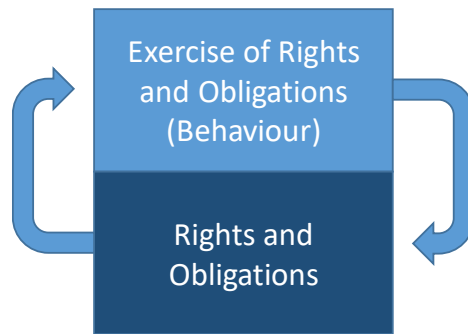 Exercise of Rights
and Obligations
(Behaviour)
Rights and
Obligations